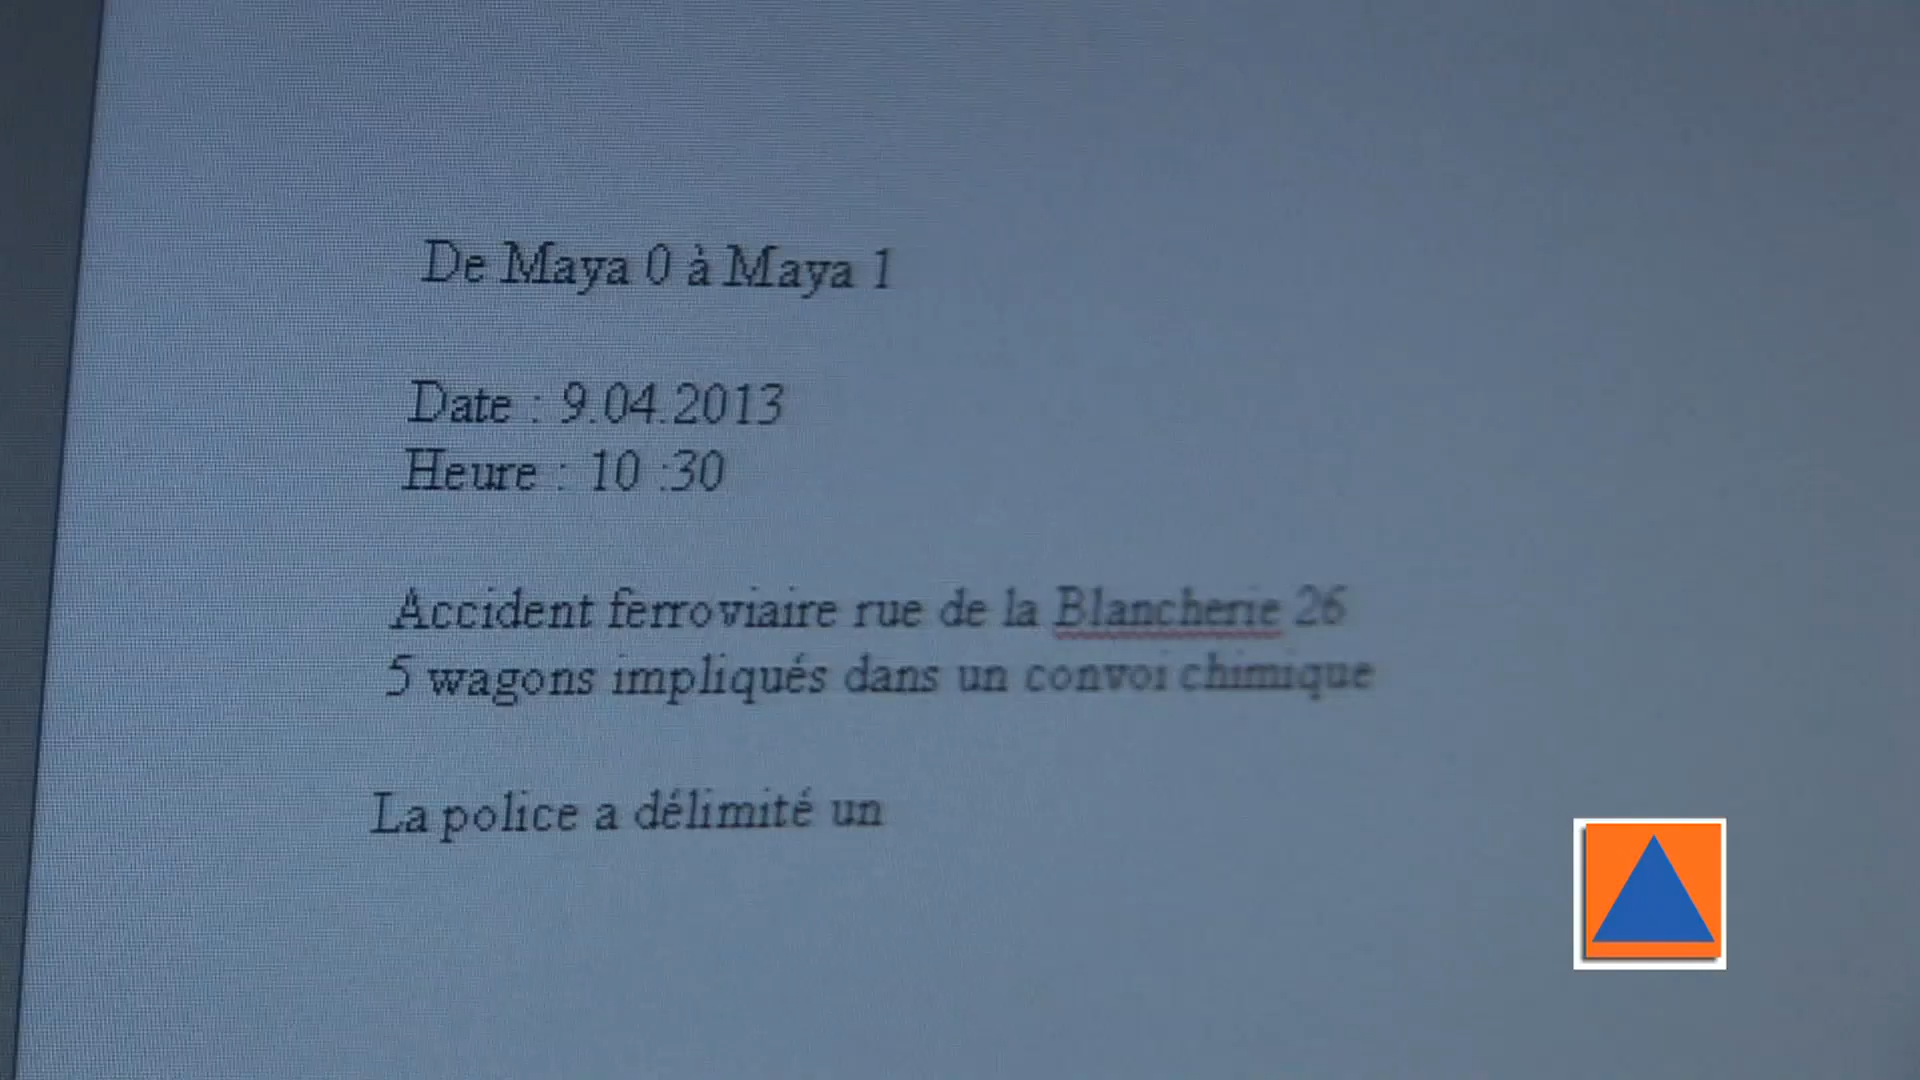 De Maya 0 à Maya 1
Date : 9.04.2013
Heure : 10 :30
Accident ferroviaire rue de la Blancherie 26
5 wagons impliqués dans un convoi chimique
La police a délimité un